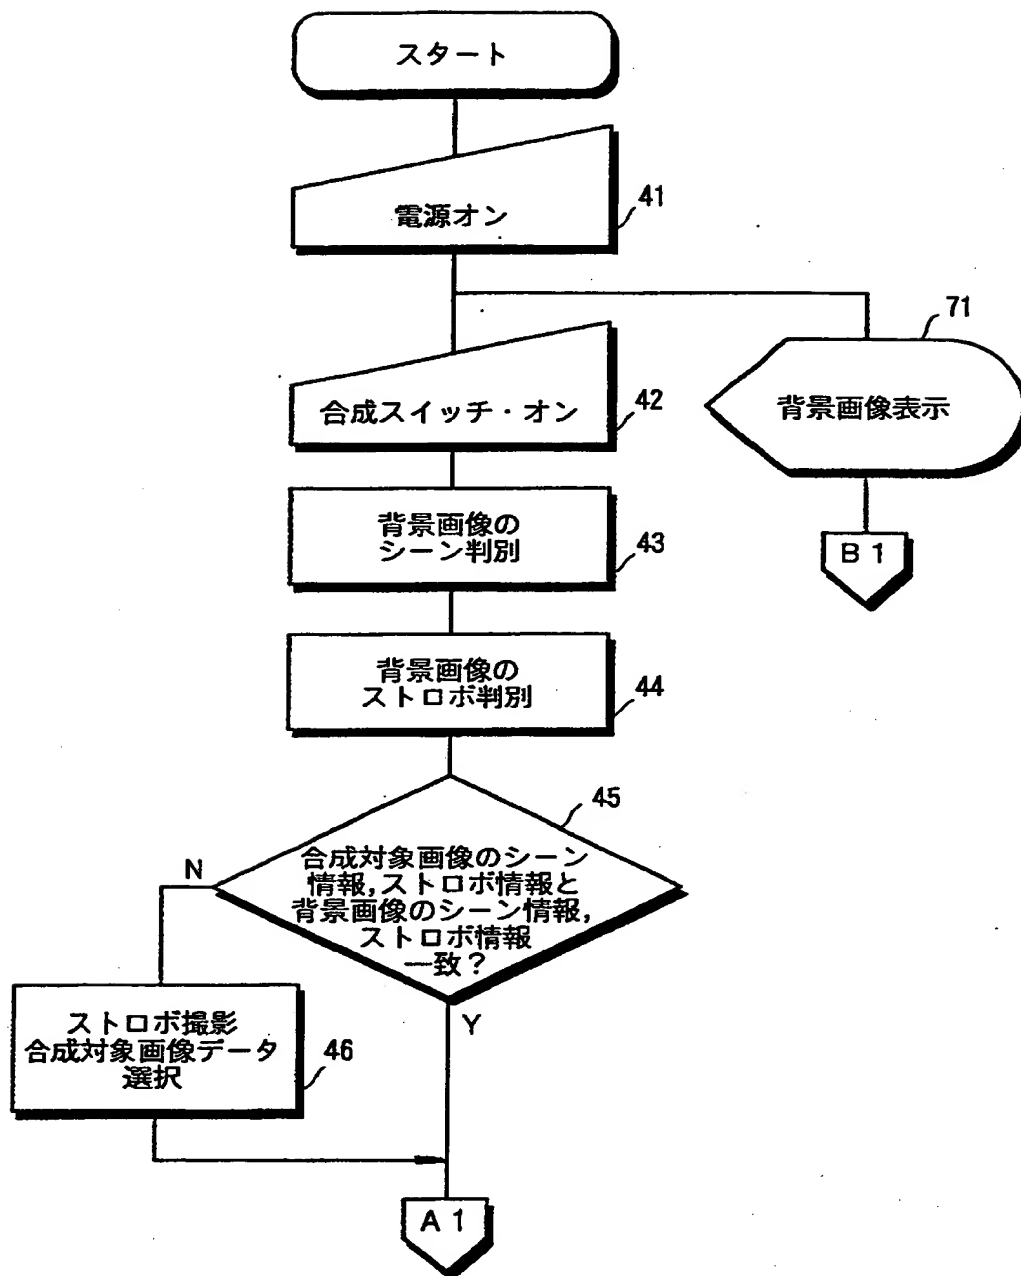 スタート
電源オン
41
71
合成スイッチ・オン
42
背景画像表示
背景画像の
シーン判別
43
B 1
背景画像の
ストロボ判別
44
45
合成対象画像のシーン
情報,ストロボ情報と
背景画像のシーン情報,
ストロボ情報
一致?
N
Y
ストロボ撮影
合成対象画像データ
選択
46
A 1